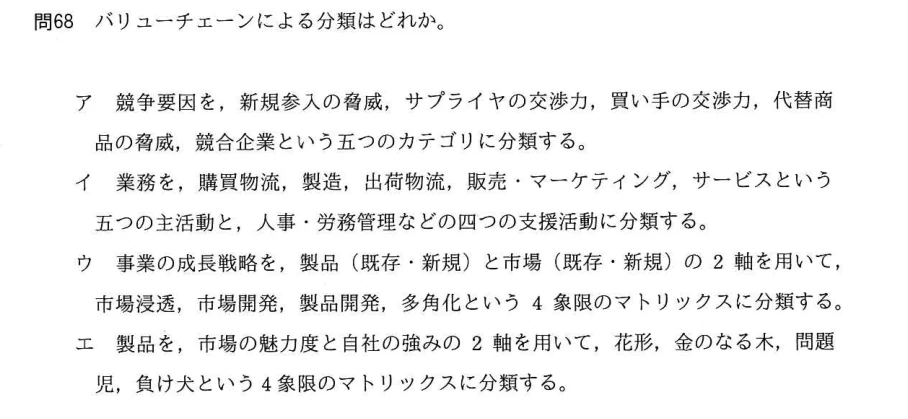 問68 バリューチェーンによる分類はどれか。
ア 競争要因を，新規参入の脅威，サプライヤの交渉力，買い手の交渉力，代替商
品の脅威，競合企業という五つのカテゴリに分類する。
イ 業務を，購買物流，製造，出荷物流，販売・マーケティング，サービスという
五つの主活動と，人事・労務管理などの四つの支援活動に分類する。
ウ 事業の成長戦略を，製品（既存・新規）と市場（既存・新規）の 2 軸を用いて，
市場浸透，市場開発，製品開発，多角化という 4 象限のマトリックスに分類する。
エ 製品を，市場の魅力度と自社の強みの 2 軸を用いて，花形，金のなる木，問題
児，負け犬という 4 象限のマトリックスに分類する。